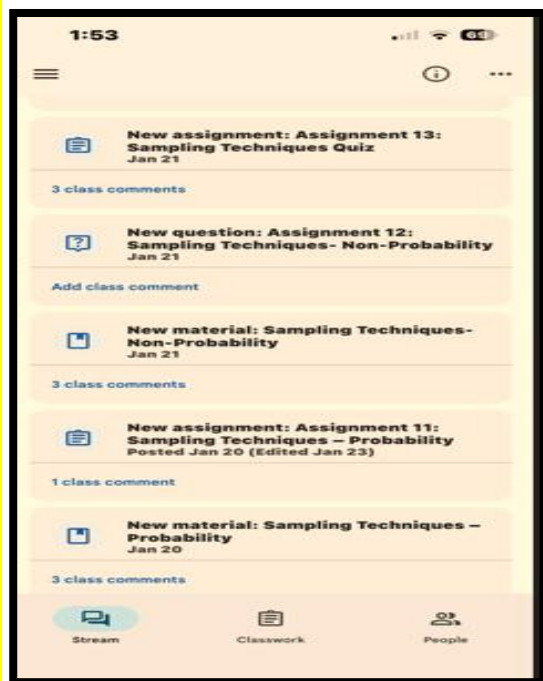 1:53
New assignment: Assignment 13:
Sampling Techniques Quiz
Jan 21
3 class comments
New question: Assignment 12:
Sampling Techniques- Non-Probability
Jan 21
Add class comment
New material: Sampling Techniques-
Non-Probability
Jan 21
3 class comments
New assignment: Assignment 11:
Sampling Techniques – Probability
Posted Jan 20 (Edited Jan 23)
1 class comment
New material: Sampling Techniques –
Probability
Jan 20
3 class comments
Stream Classwork People